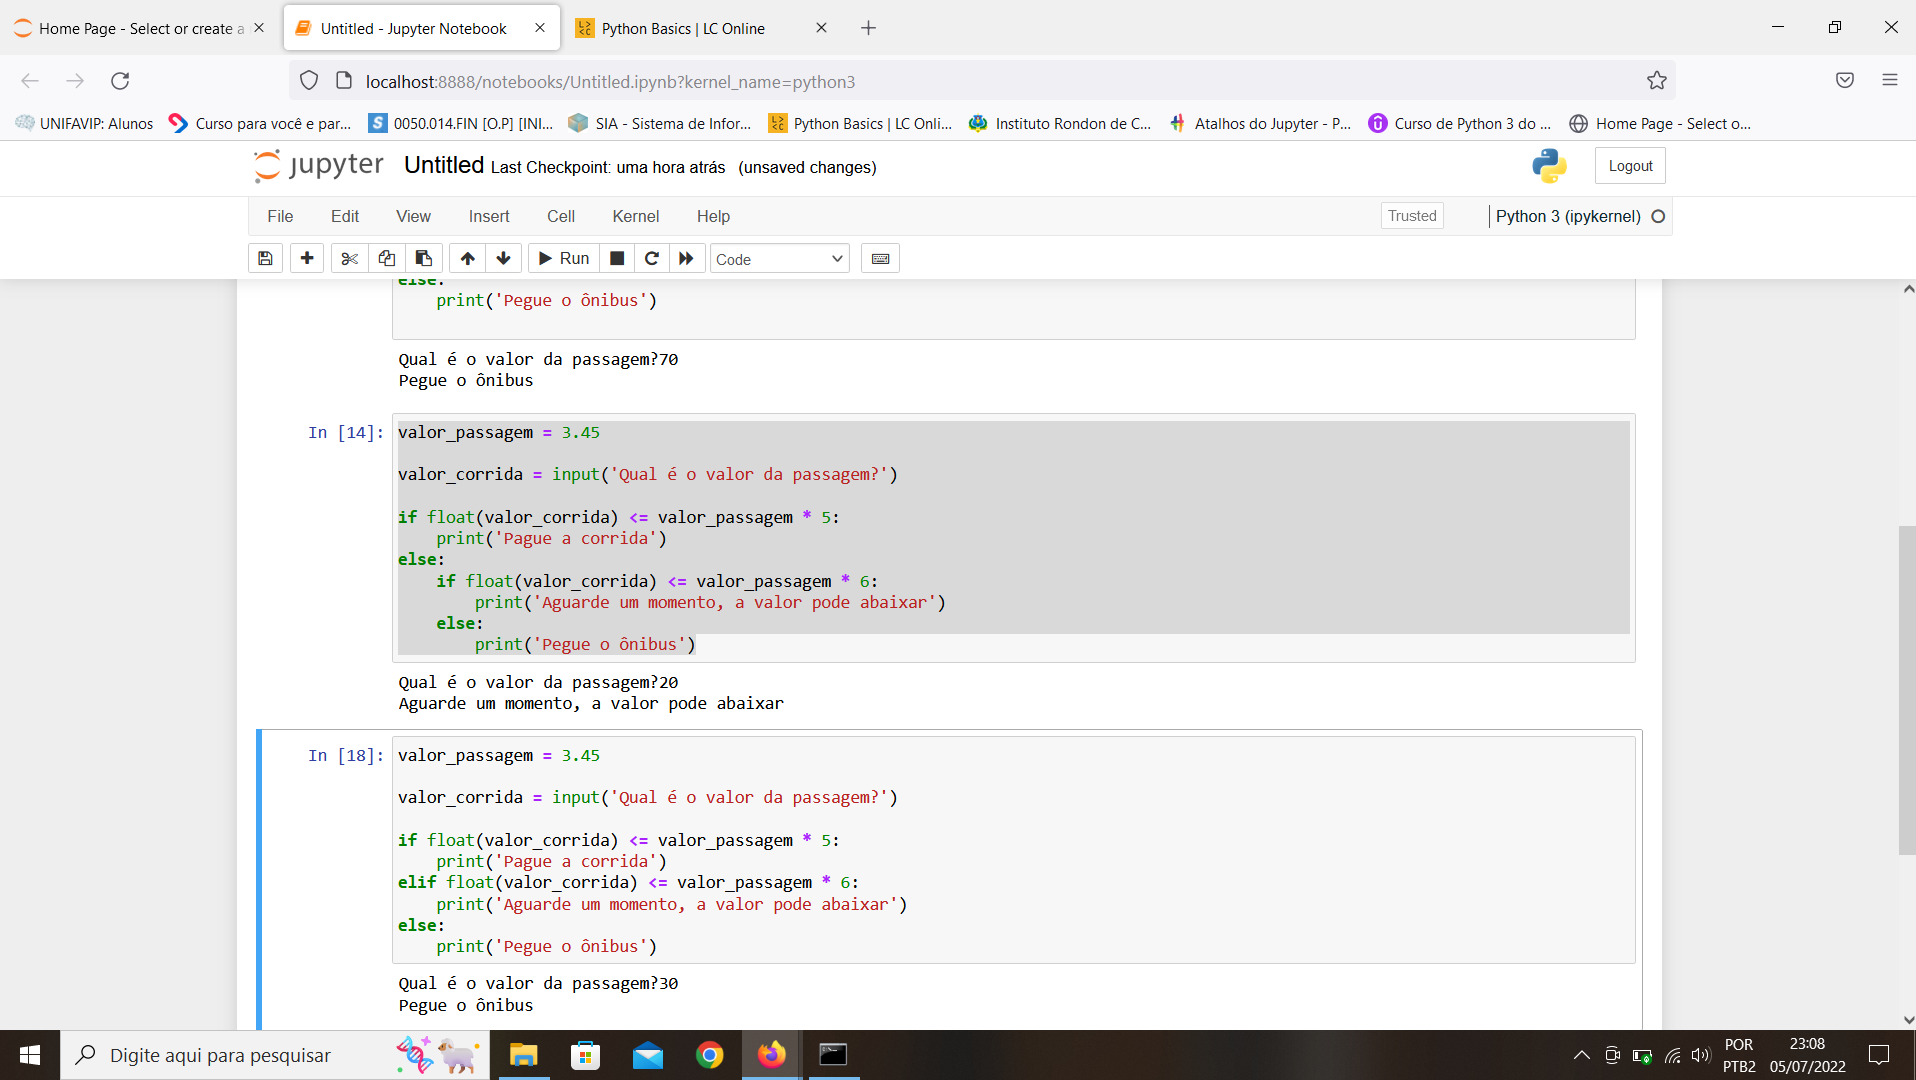 Home Page - Select or create a
Untitled - Jupyter Notebook
Python Basics | LC Online
localhost:8888/notebooks/Untitled.ipynb?kernel_name=python3
UNIFAVIP: Alunos
Curso para você e par...
S
0050.014.FIN [O.P] [INI...
SIA - Sistema de Infor...
Python Basics | LC Onli...
Instituto Rondon de C...
Atalhos do Jupyter - P...
Curso de Python 3 do ...
Home Page - Select o...
jupyter Untitled Last Checkpoint: uma hora atrás (unsaved changes)
Logout
File Edit View Insert Cell Kernel Help
Trusted
Python 3 (ipykernel)
Run
Code
else:
    print('Pegue o ônibus')
Qual é o valor da passagem?70
Pegue o ônibus
In [14]:
valor_passagem = 3.45
valor_corrida = input('Qual é o valor da passagem?')
if float(valor_corrida) <= valor_passagem * 5:
    print('Pague a corrida')
else:
    if float(valor_corrida) <= valor_passagem * 6:
        print('Aguarde um momento, a valor pode abaixar')
    else:
        print('Pegue o ônibus')
Qual é o valor da passagem?20
Aguarde um momento, a valor pode abaixar
In [18]:
valor_passagem = 3.45
valor_corrida = input('Qual é o valor da passagem?')
if float(valor_corrida) <= valor_passagem * 5:
    print('Pague a corrida')
elif float(valor_corrida) <= valor_passagem * 6:
    print('Aguarde um momento, a valor pode abaixar')
else:
    print('Pegue o ônibus')
Qual é o valor da passagem?30
Pegue o ônibus
Digite aqui para pesquisar
POR
PTB2
23:08
05/07/2022